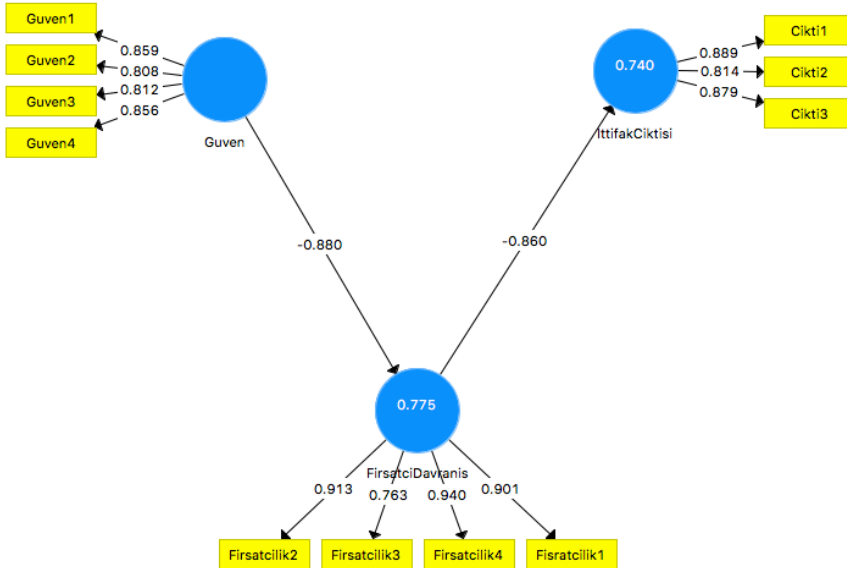 Guven1
Guven2
Guven3
Guven4
0.859
0.808
0.812
0.856
Guven
0.740
IttifakCiktisi
0.889
0.814
0.879
Cikti1
Cikti2
Cikti3
-0.880
-0.860
0.775
FirsatciDavranis
0.913
0.763
0.940
0.901
Firsatcilik2
Firsatcilik3
Firsatcilik4
Fisratcilik1